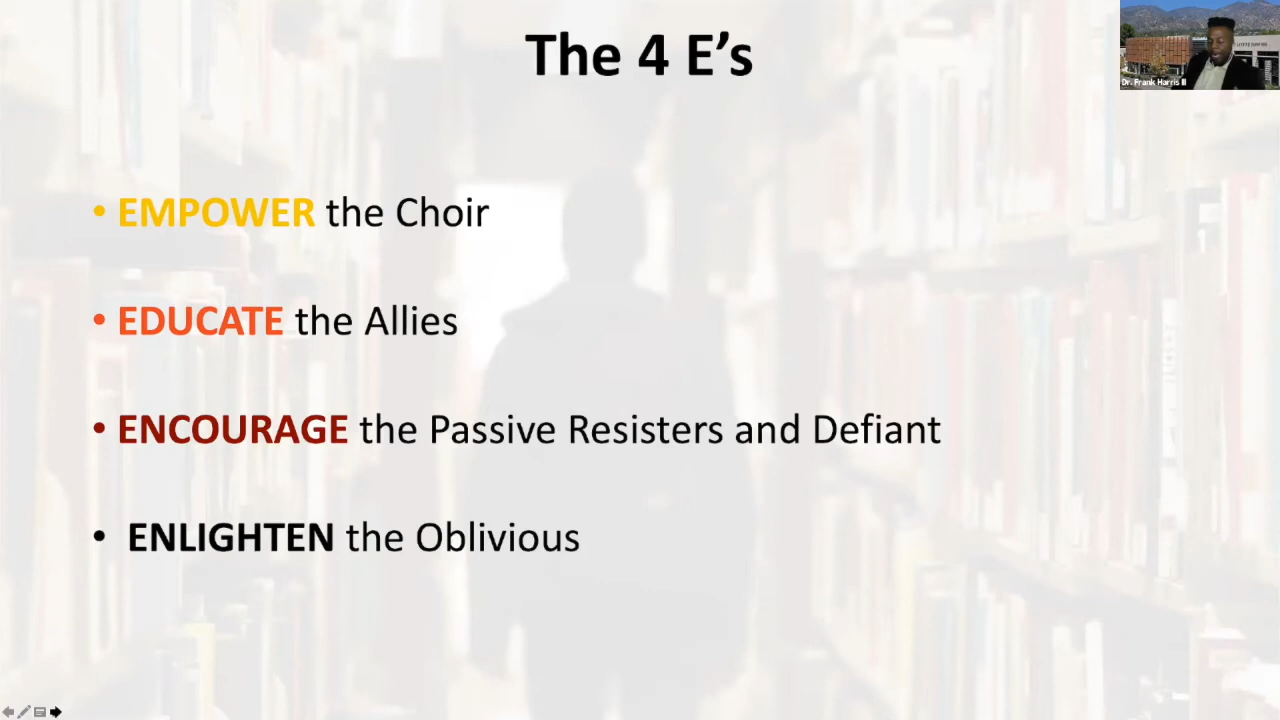 The 4 E’s
Dr. Frank Harris III
• EMPOWER the Choir
• EDUCATE the Allies
• ENCOURAGE the Passive Resisters and Defiant
• ENLIGHTEN the Oblivious